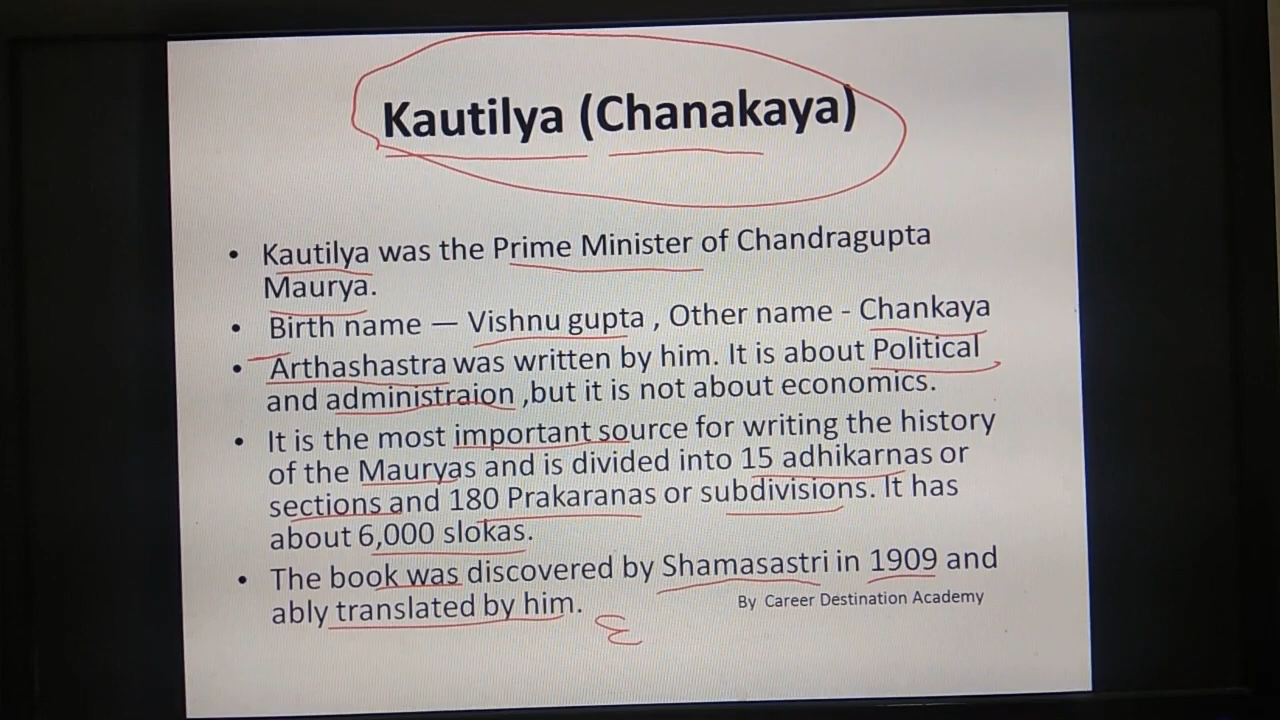 Kautilya (Chanakaya)
• Kautilya was the Prime Minister of Chandragupta
Maurya.
• Birth name — Vishnu gupta , Other name - Chankaya
• Arthashastra was written by him. It is about Political
and administraion ,but it is not about economics.
• It is the most important source for writing the history
of the Mauryas and is divided into 15 adhikarnas or
sections and 180 Prakaranas or subdivisions. It has
about 6,000 slokas.
• The book was discovered by Shamasastri in 1909 and
ably translated by him.
By Career Destination Academy